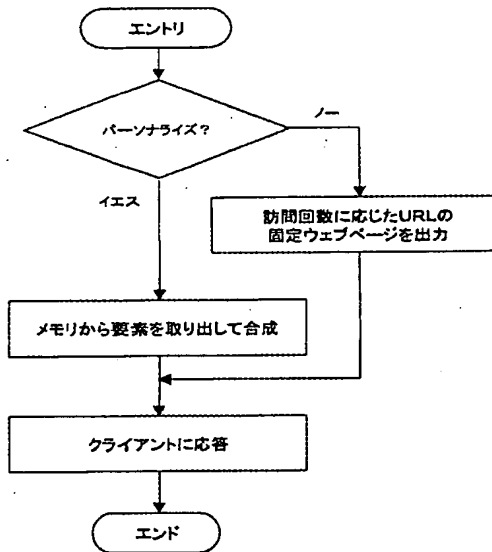 エントリ
パーソナライズ？
ノー
イエス
訪問回数に応じたURLの
固定ウェブページを出力
メモリから要素を取り出して合成
クライアントに応答
エンド